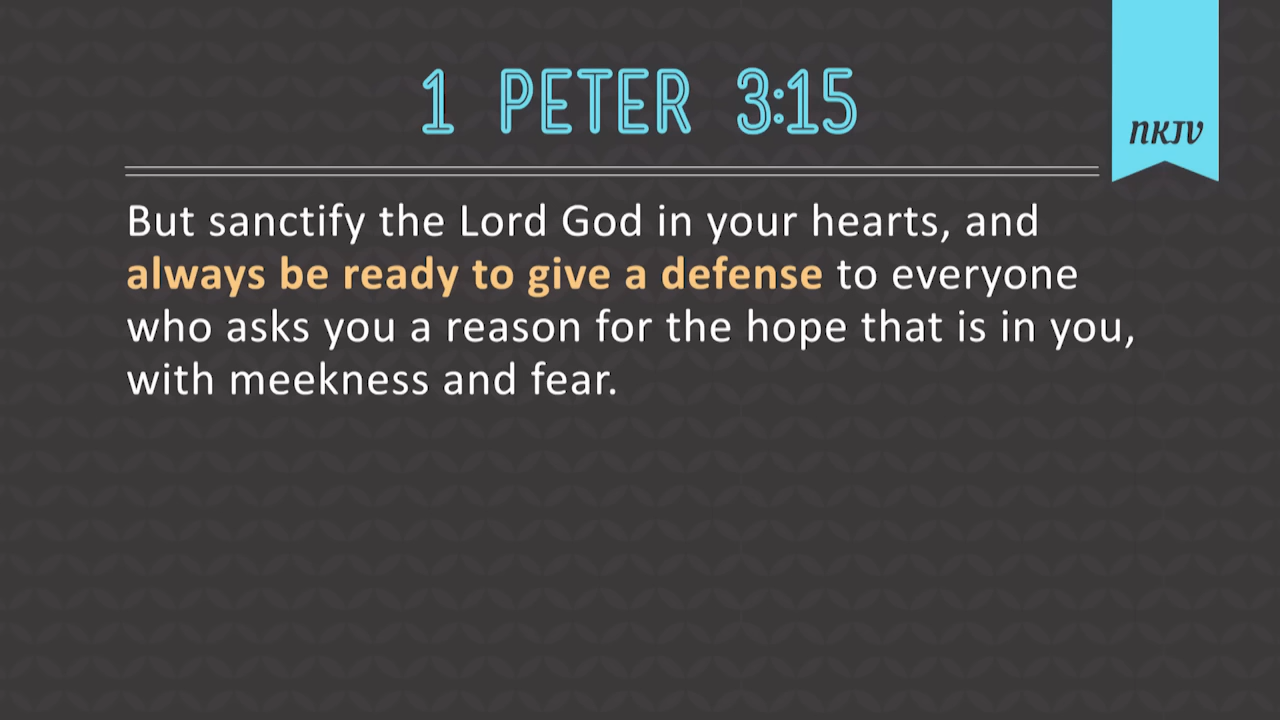 1 PETER 3:15
NKJV
But sanctify the Lord God in your hearts, and
always be ready to give a defense to everyone
who asks you a reason for the hope that is in you,
with meekness and fear.